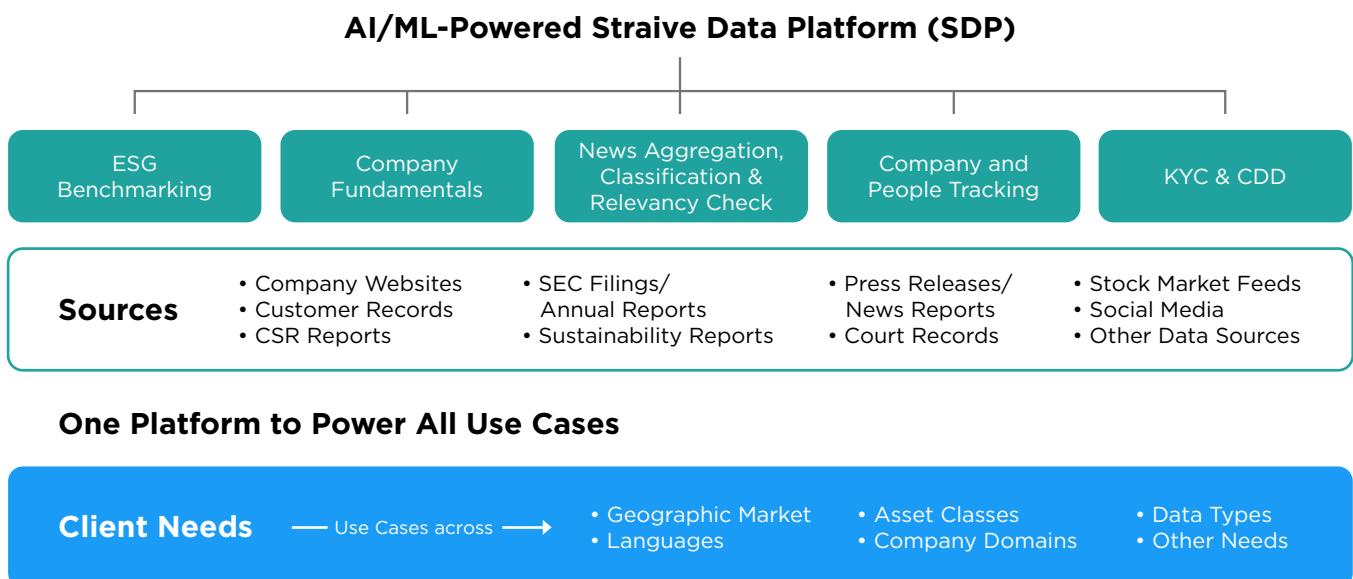 AI/ML-Powered Straive Data Platform (SDP)
ESG
Benchmarking
Company
Fundamentals
News Aggregation,
Classification &
Relevancy Check
Company and
People Tracking
KYC & CDD
Sources
• Company Websites
• Customer Records
• CSR Reports
• SEC Filings/
Annual Reports
• Sustainability Reports
• Press Releases/
News Reports
• Court Records
• Stock Market Feeds
• Social Media
• Other Data Sources
One Platform to Power All Use Cases
Client Needs
Use Cases across
• Geographic Market
• Languages
• Asset Classes
• Company Domains
• Data Types
• Other Needs